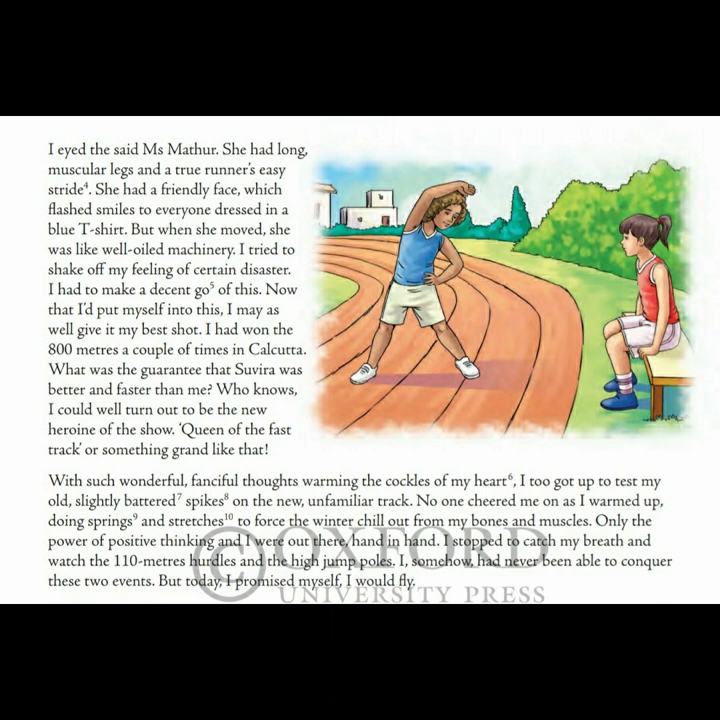 I eyed the said Ms Mathur. She had long,
muscular legs and a true runner's easy
stride⁴. She had a friendly face, which
flashed smiles to everyone dressed in a
blue T-shirt. But when she moved, she
was like well-oiled machinery. I tried to
shake off my feeling of certain disaster.
I had to make a decent go⁵ of this. Now
that I'd put myself into this, I may as
well give it my best shot. I had won the
800 metres a couple of times in Calcutta.
What was the guarantee that Suvira was
better and faster than me? Who knows,
I could well turn out to be the new
heroine of the show. 'Queen of the fast
track' or something grand like that!
With such wonderful, fanciful thoughts warming the cockles of my heart⁶, I too got up to test my
old, slightly battered⁷ spikes⁸ on the new, unfamiliar track. No one cheered me on as I warmed up,
doing springs⁹ and stretches¹⁰ to force the winter chill out from my bones and muscles. Only the
power of positive thinking and I were out there, hand in hand. I stopped to catch my breath and
watch the 110-metres hurdles and the high jump poles. I, somehow, had never been able to conquer
these two events. But today, I promised myself, I would fly.
© OXFORD
UNIVERSITY PRESS